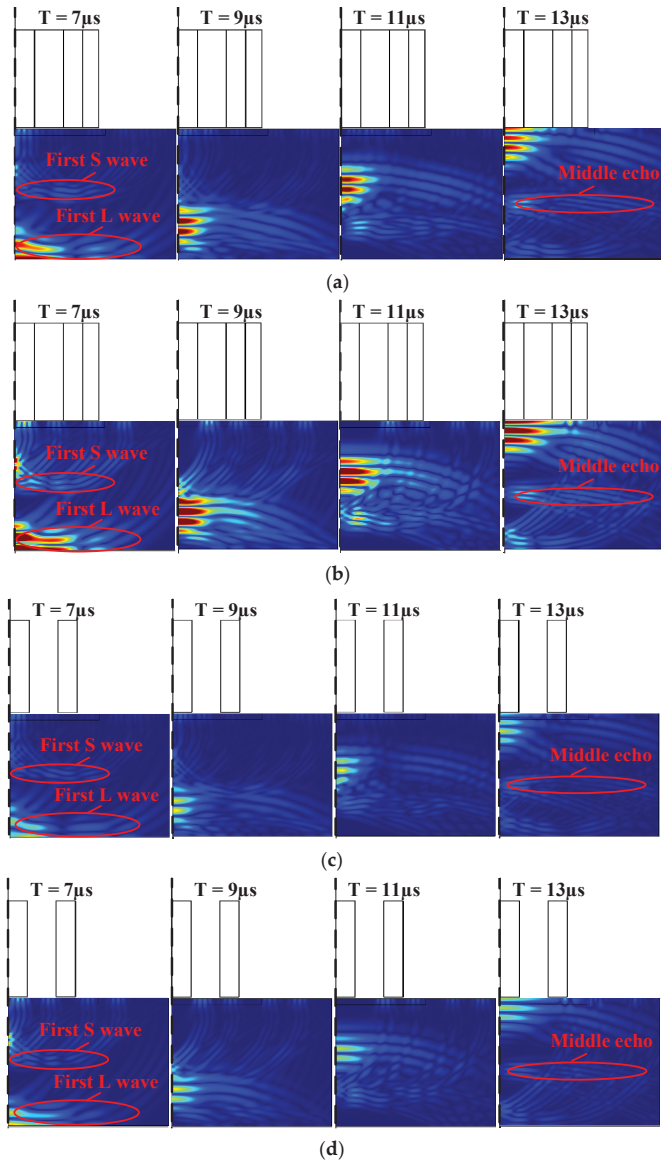 T = 7μs T = 9μs T = 11μs T = 13μs
First S wave
First L wave
Middle echo
(a)
T = 7μs T = 9μs T = 11μs T = 13μs
First S wave
First L wave
Middle echo
(b)
T = 7μs T = 9μs T = 11μs T = 13μs
First S wave
First L wave
Middle echo
(c)
T = 7μs T = 9μs T = 11μs T = 13μs
First S wave
First L wave
Middle echo
(d)